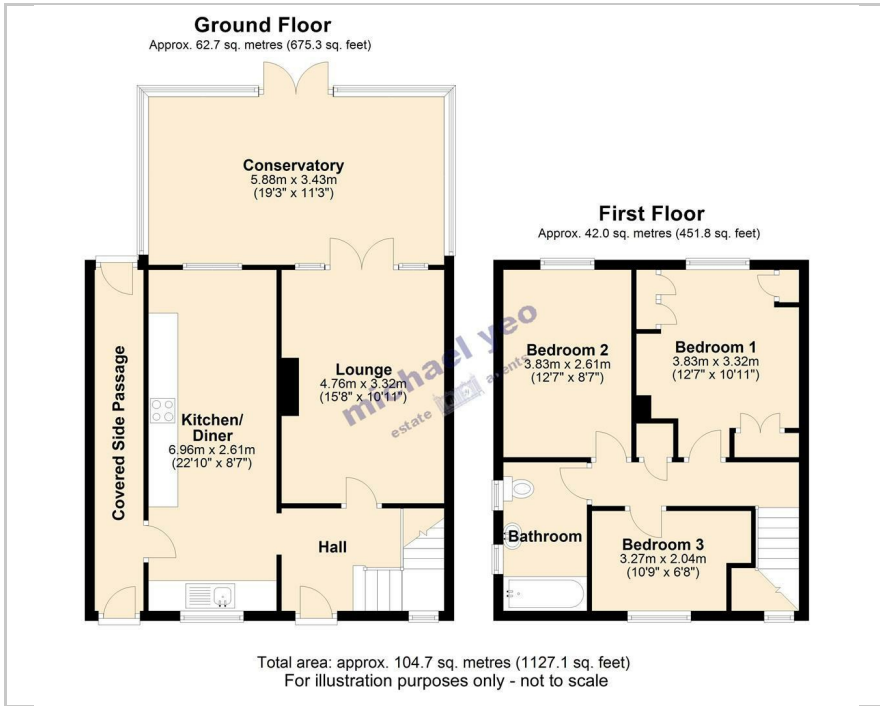 Ground Floor
Approx. 62.7 sq. metres (675.3 sq. feet)
Conservatory
5.88m x 3.43m
(19'3" x 11'3")
Covered Side Passage
Kitchen/
Diner
6.96m x 2.61m
(22'10" x 8'7")
Lounge
4.76m x 3.32m
(15'8" x 10'11")
Hall
First Floor
Approx. 42.0 sq. metres (451.8 sq. feet)
Bedroom 2
3.83m x 2.61m
(12'7" x 8'7")
Bedroom 1
3.83m x 3.32m
(12'7" x 10'11")
Bathroom
Bedroom 3
3.27m x 2.04m
(10'9" x 6'8")
michael yeo
estate agents
Total area: approx. 104.7 sq. metres (1127.1 sq. feet)
For illustration purposes only - not to scale